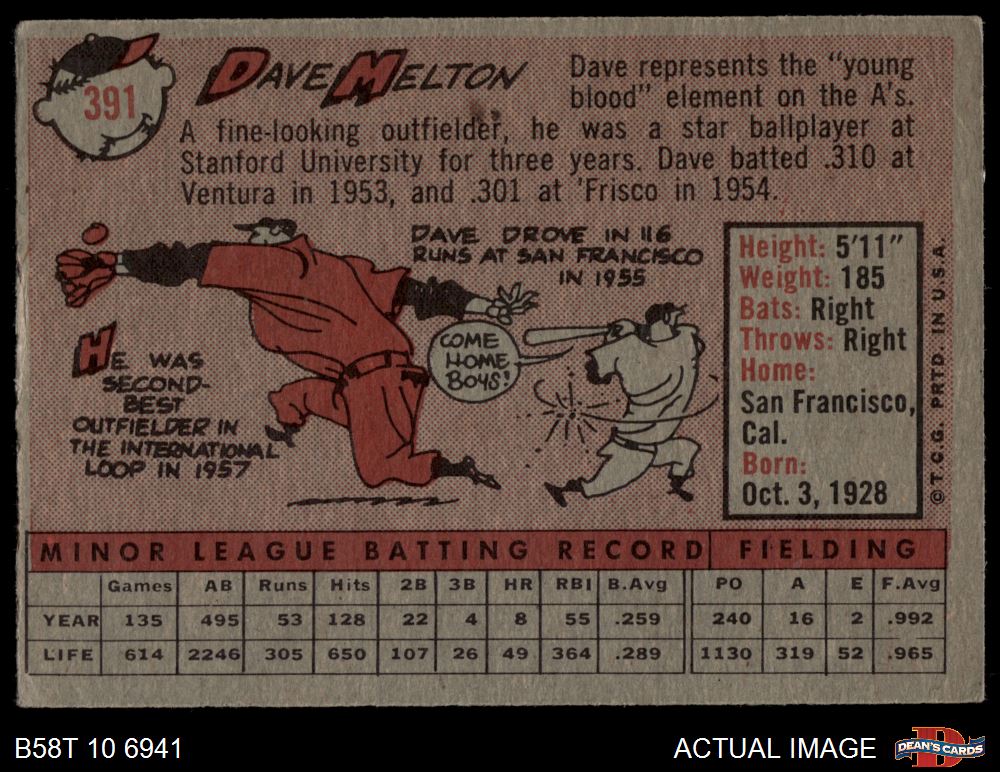 391
DAVE MELTON
Dave represents the “young
blood” element on the A's.
A fine-looking outfielder, he was a star ballplayer at
Stanford University for three years. Dave batted .310 at
Ventura in 1953, and .301 at 'Frisco in 1954.
DAVE DROVE IN 116
RUNS AT SAN FRANCISCO
IN 1955
COME
HOME
BOYS!
HE WAS
SECOND-
BEST
OUTFIELDER IN
THE INTERNATIONAL
LOOP IN 1957
Height: 5'11"
Weight: 185
Bats: Right
Throws: Right
Home:
San Francisco,
Cal.
Born:
Oct. 3, 1928
© T.C.G. PRTD. IN U.S.A.
MINOR LEAGUE BATTING RECORD FIELDING
Games AB Runs Hits 2B 3B HR RBI B.Avg PO A E F.Avg
YEAR 135 495 53 128 22 4 8 55 .259 240 16 2 .992
LIFE 614 2246 305 650 107 26 49 364 .289 1130 319 52 .965
B58T 10 6941
ACTUAL IMAGE
D
DEAN'S CARDS